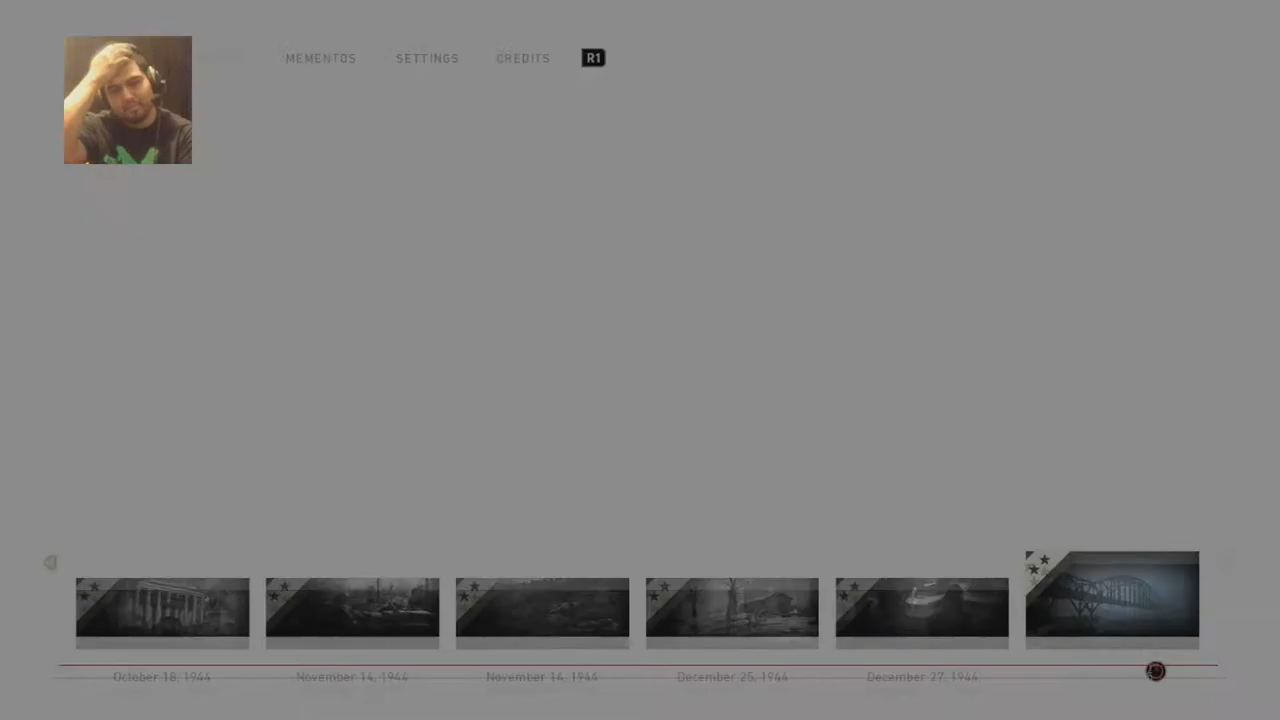 MEMENTOS SETTINGS CREDITS R1
October 18, 1944 November 14, 1944 November 14, 1944 December 25, 1944 December 27, 1944